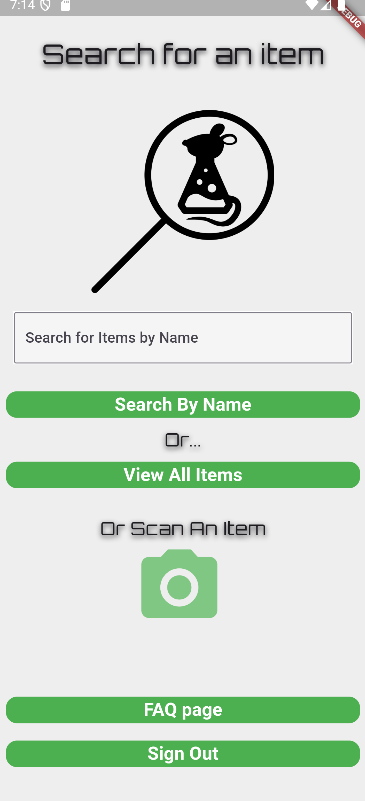 7:14
DEBUG
Search for an item
Search for Items by Name
Search By Name
Or...
View All Items
Or Scan An Item
FAQ page
Sign Out